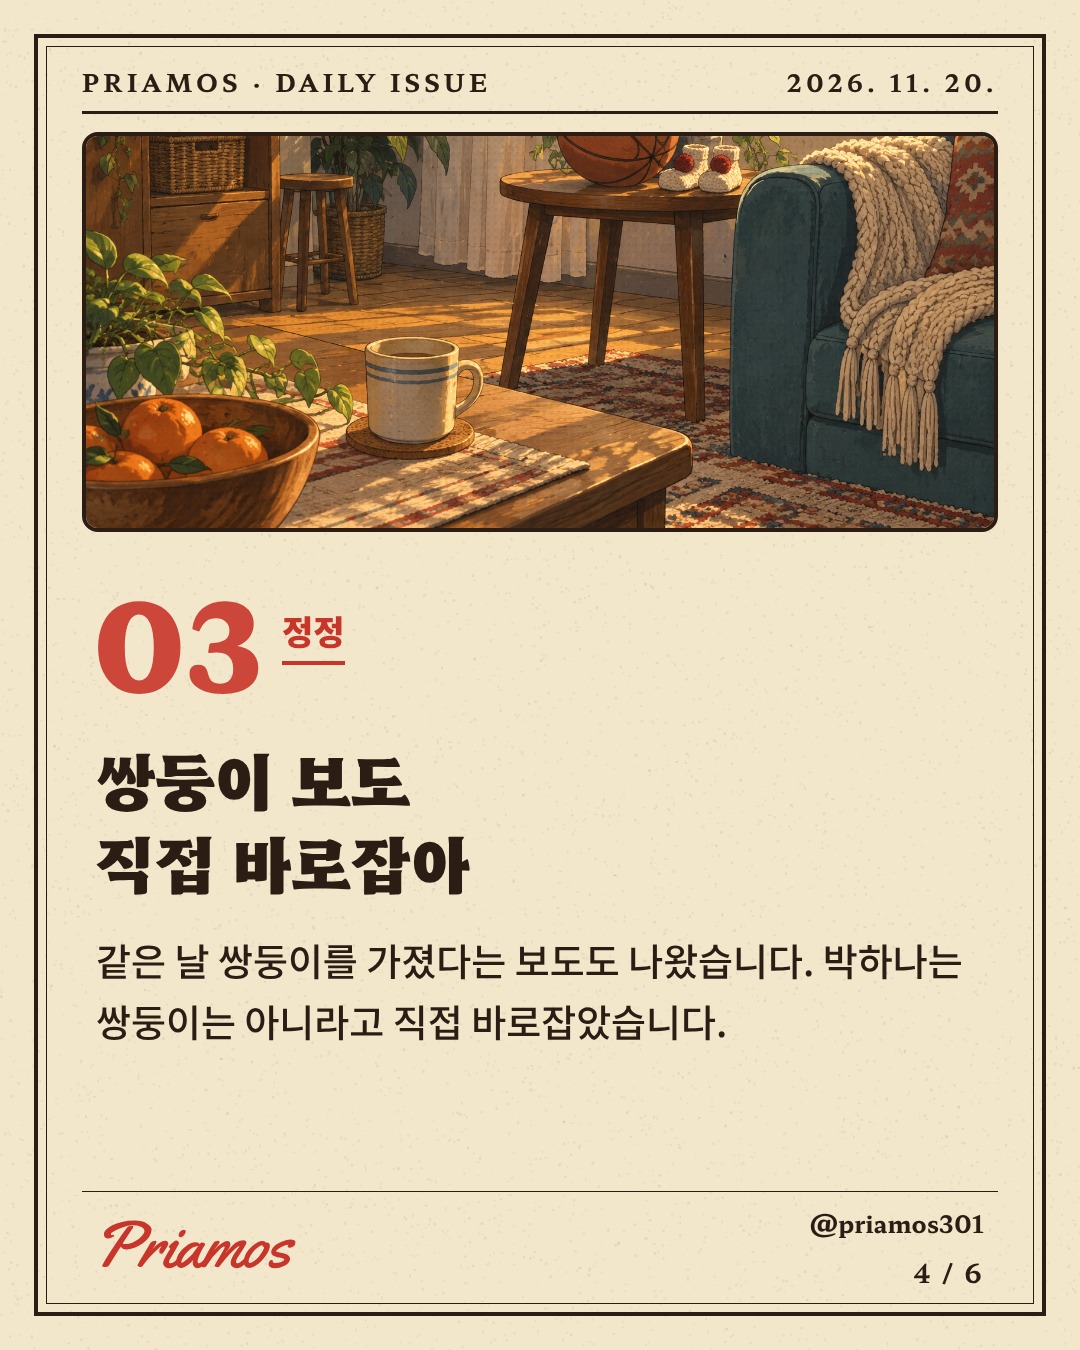 PRIAMOS · DAILY ISSUE
2026. 11. 20.
03
정정
쌍둥이 보도
직접 바로잡아
같은 날 쌍둥이를 가졌다는 보도도 나왔습니다. 박하나는
쌍둥이는 아니라고 직접 바로잡았습니다.
Priamos
@priamos301
4 / 6